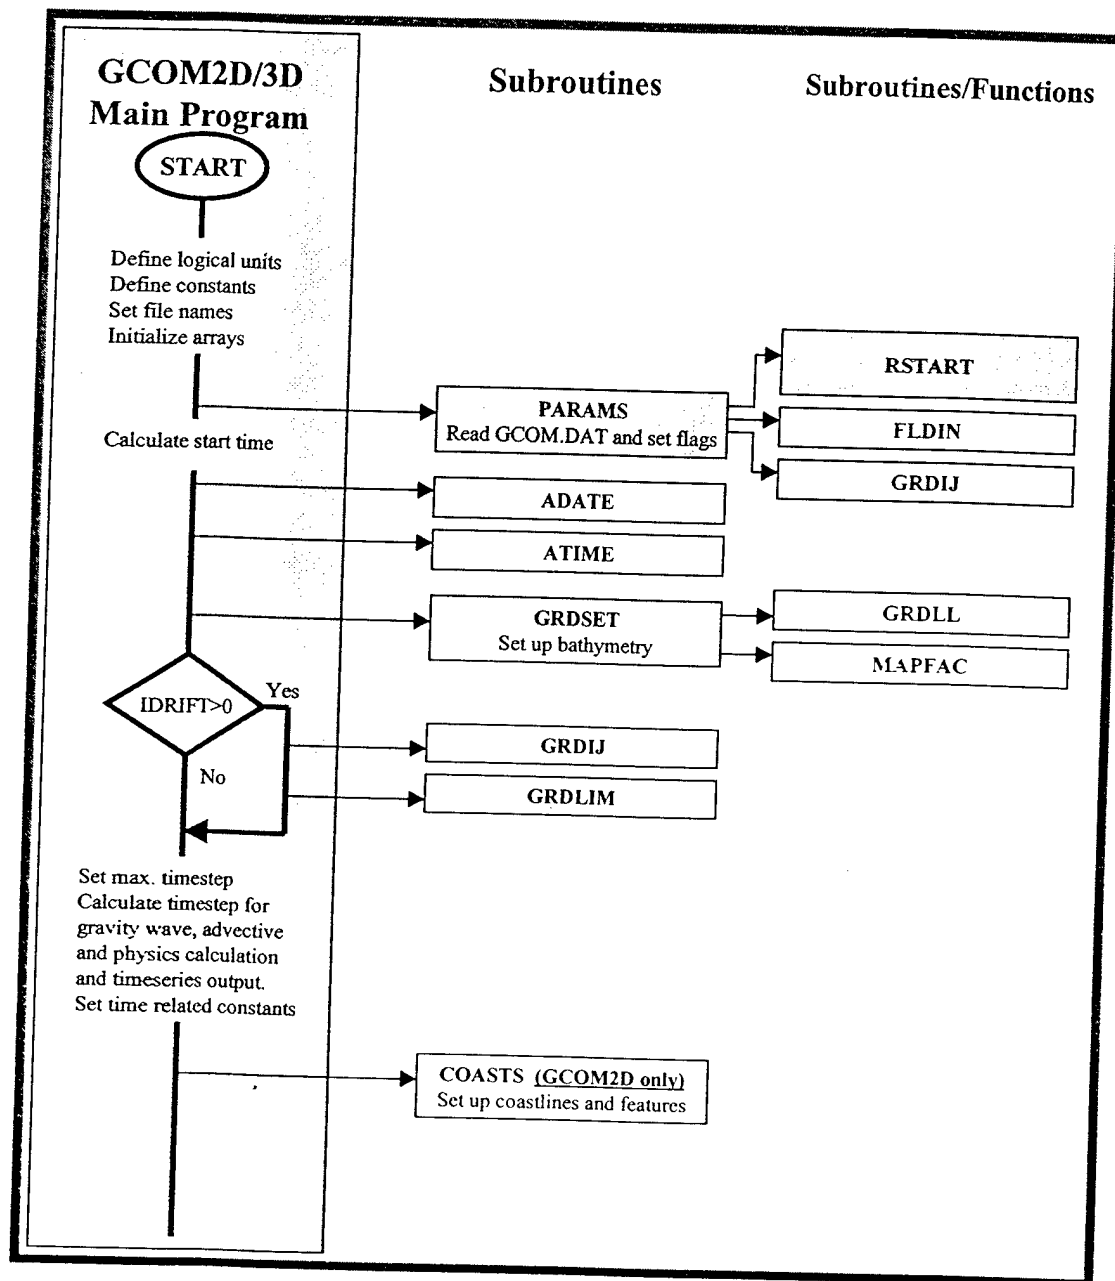 GCOM2D/3D
Main Program
Subroutines
Subroutines/Functions
START
Define logical units
Define constants
Set file names
Initialize arrays
RSTART
PARAMS
Read GCOM.DAT and set flags
FLDIN
Calculate start time
GRDIJ
ADATE
ATIME
GRDSET
Set up bathymetry
GRDLL
MAPFAC
IDRIFT>0
Yes
No
GRDIJ
GRDLIM
Set max. timestep
Calculate timestep for
gravity wave, advective
and physics calculation
and timeseries output.
Set time related constants
COASTS (GCOM2D only)
Set up coastlines and features